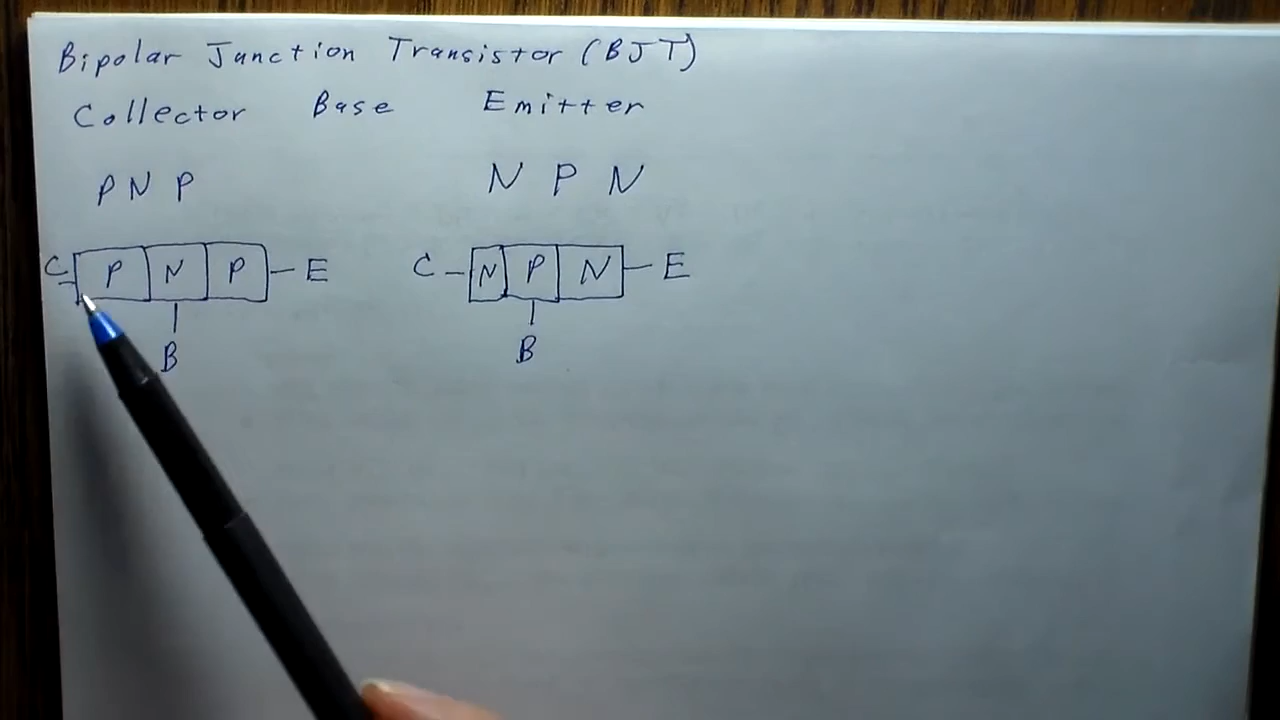 Bipolar Junction Transistor (BJT)
Collector Base Emitter
PNP NPN
C P N P E C N P N E
B B